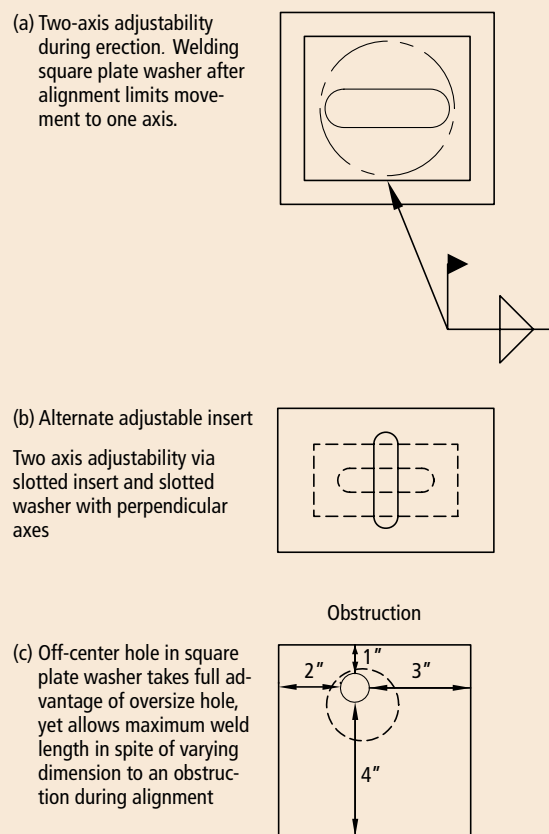 (a) Two-axis adjustability
during erection. Welding
square plate washer after
alignment limits move-
ment to one axis.
(b) Alternate adjustable insert
Two axis adjustability via
slotted insert and slotted
washer with perpendicular
axes
Obstruction
(c) Off-center hole in square
plate washer takes full ad-
vantage of oversize hole,
yet allows maximum weld
length in spite of varying
dimension to an obstruc-
tion during alignment
1″
2″
3″
4″